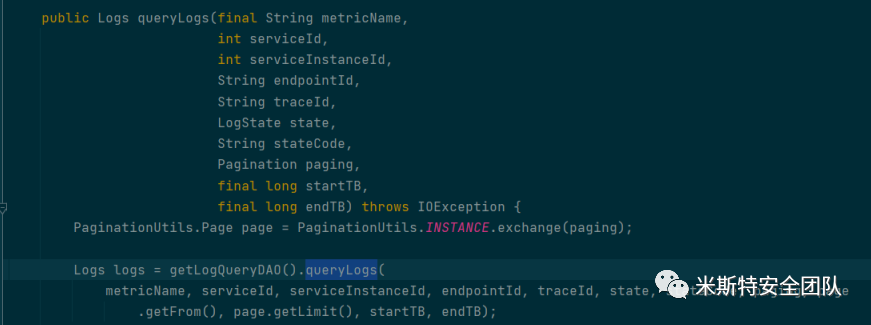 public Logs queryLogs(final String metricName,
int serviceId,
int serviceInstanceId,
String endpointId,
String traceId,
LogState state,
String stateCode,
Pagination paging,
final long startTB,
final long endTB) throws IOException {
PaginationUtils.Page page = PaginationUtils.INSTANCE.exchange(paging);
Logs logs = getLogQueryDAO().queryLogs(
metricName, serviceId, serviceInstanceId, endpointId, traceId, state,
.getFrom(), page.getLimit(), startTB, endTB);
米斯特安全团队